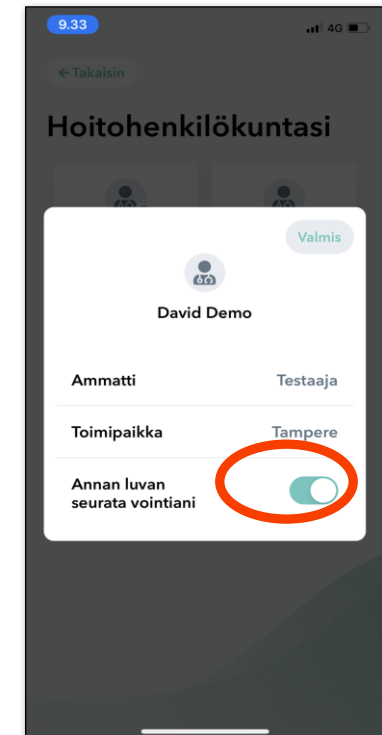 9.33
4G
←Takaisin
Hoitohenkilökuntasi
Valmis
David Demo
Ammatti Testaaja
Toimipaikka Tampere
Annan luvan
seurata vointiani